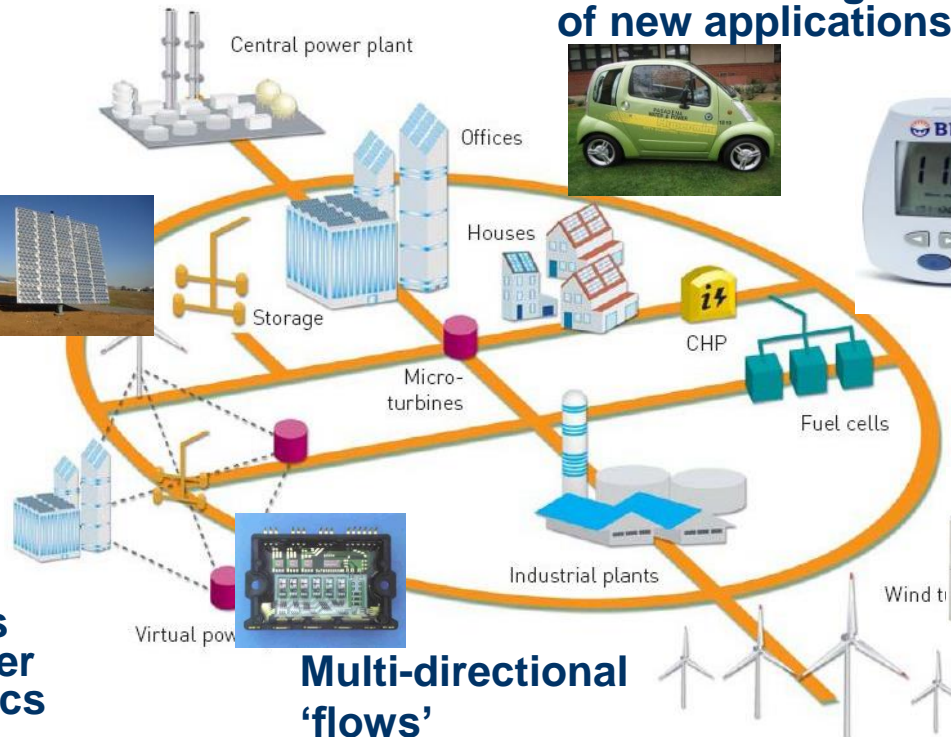 of new applications
Central power plant
Offices
Houses
Storage
CHP
Micro-
turbines
Fuel cells
Industrial plants
Wind
Virtual
Multi-directional
‘flows’